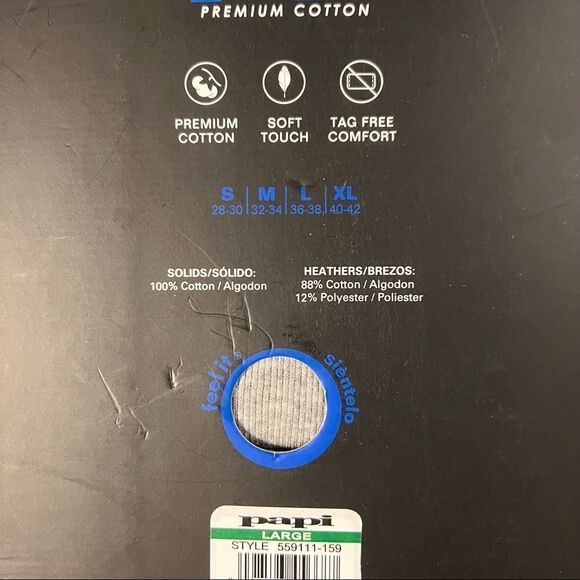 PREMIUM COTTON
PREMIUM COTTON
SOFT TOUCH
TAG FREE COMFORT
S M L XL
28-30 32-34 36-38 40-42
SOLIDS/SÓLIDO:
100% Cotton / Algodon
HEATHERS/BREZOS:
88% Cotton / Algodon
12% Polyester / Poliester
feel it
siéntelo
papi
LARGE
STYLE 559111-159